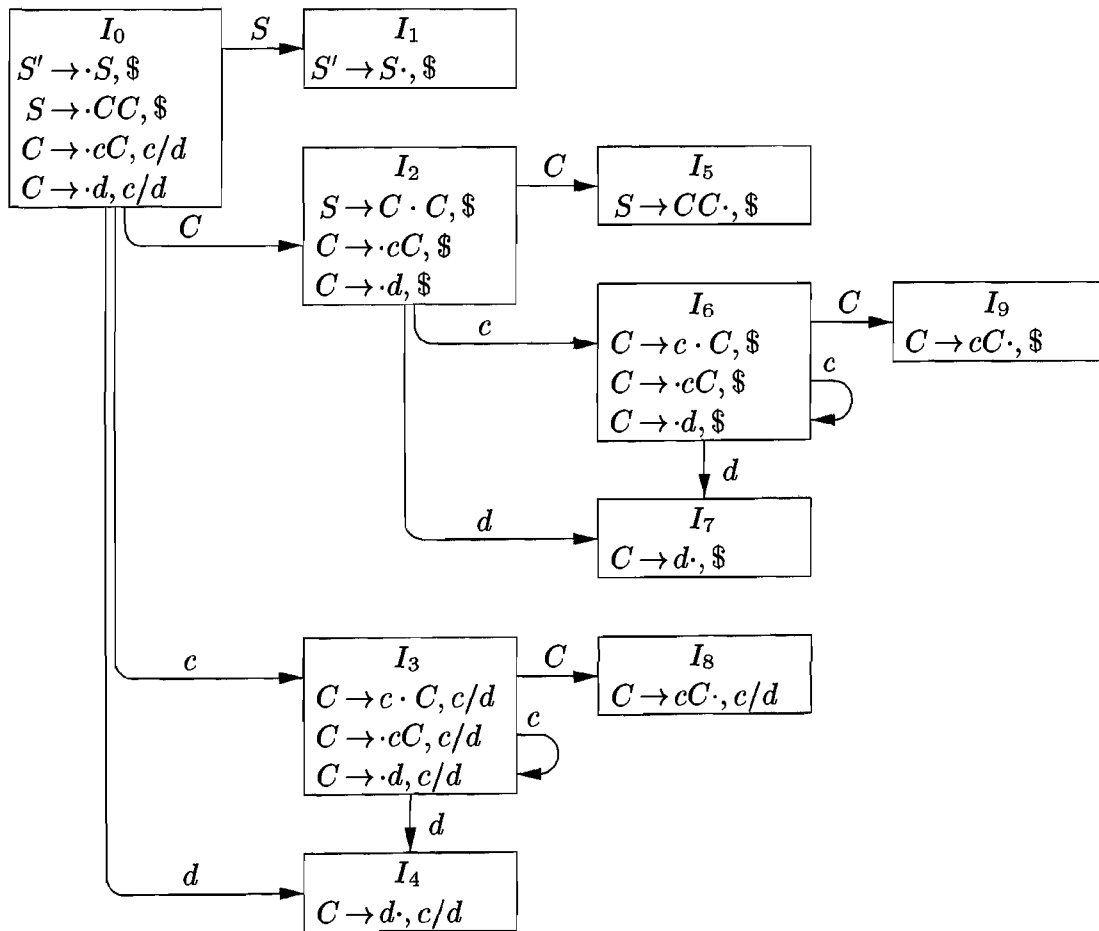 I₀
S′ → ·S, $
S → ·CC, $
C → ·cC, c/d
C → ·d, c/d
S
I₁
S′ → S·, $
C
I₂
S → C · C, $
C → ·cC, $
C → ·d, $
C
I₅
S → CC·, $
c
I₆
C → c · C, $
C → ·cC, $
C → ·d, $
C
I₉
C → cC·, $
c
d
d
I₇
C → d·, $
c
I₃
C → c · C, c/d
C → ·cC, c/d
C → ·d, c/d
C
I₈
C → cC·, c/d
c
d
d
I₄
C → d·, c/d